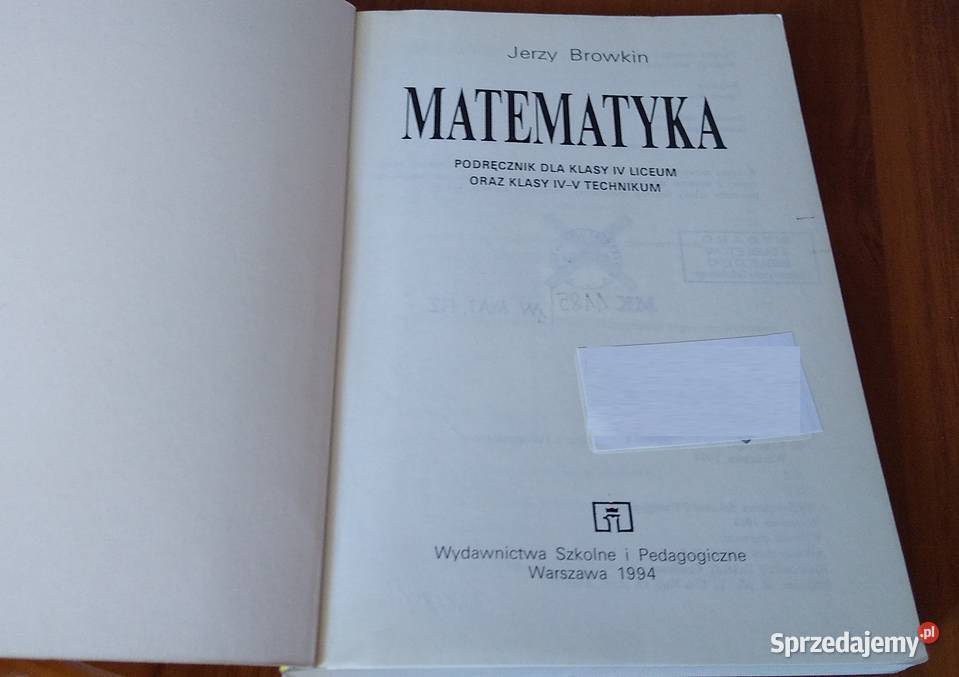 Jerzy Browkin
MATEMATYKA
PODRĘCZNIK DLA KLASY IV LICEUM
ORAZ KLASY IV–V TECHNIKUM
Wydawnictwa Szkolne i Pedagogiczne
Warszawa 1994
Sprzedajemy.pl